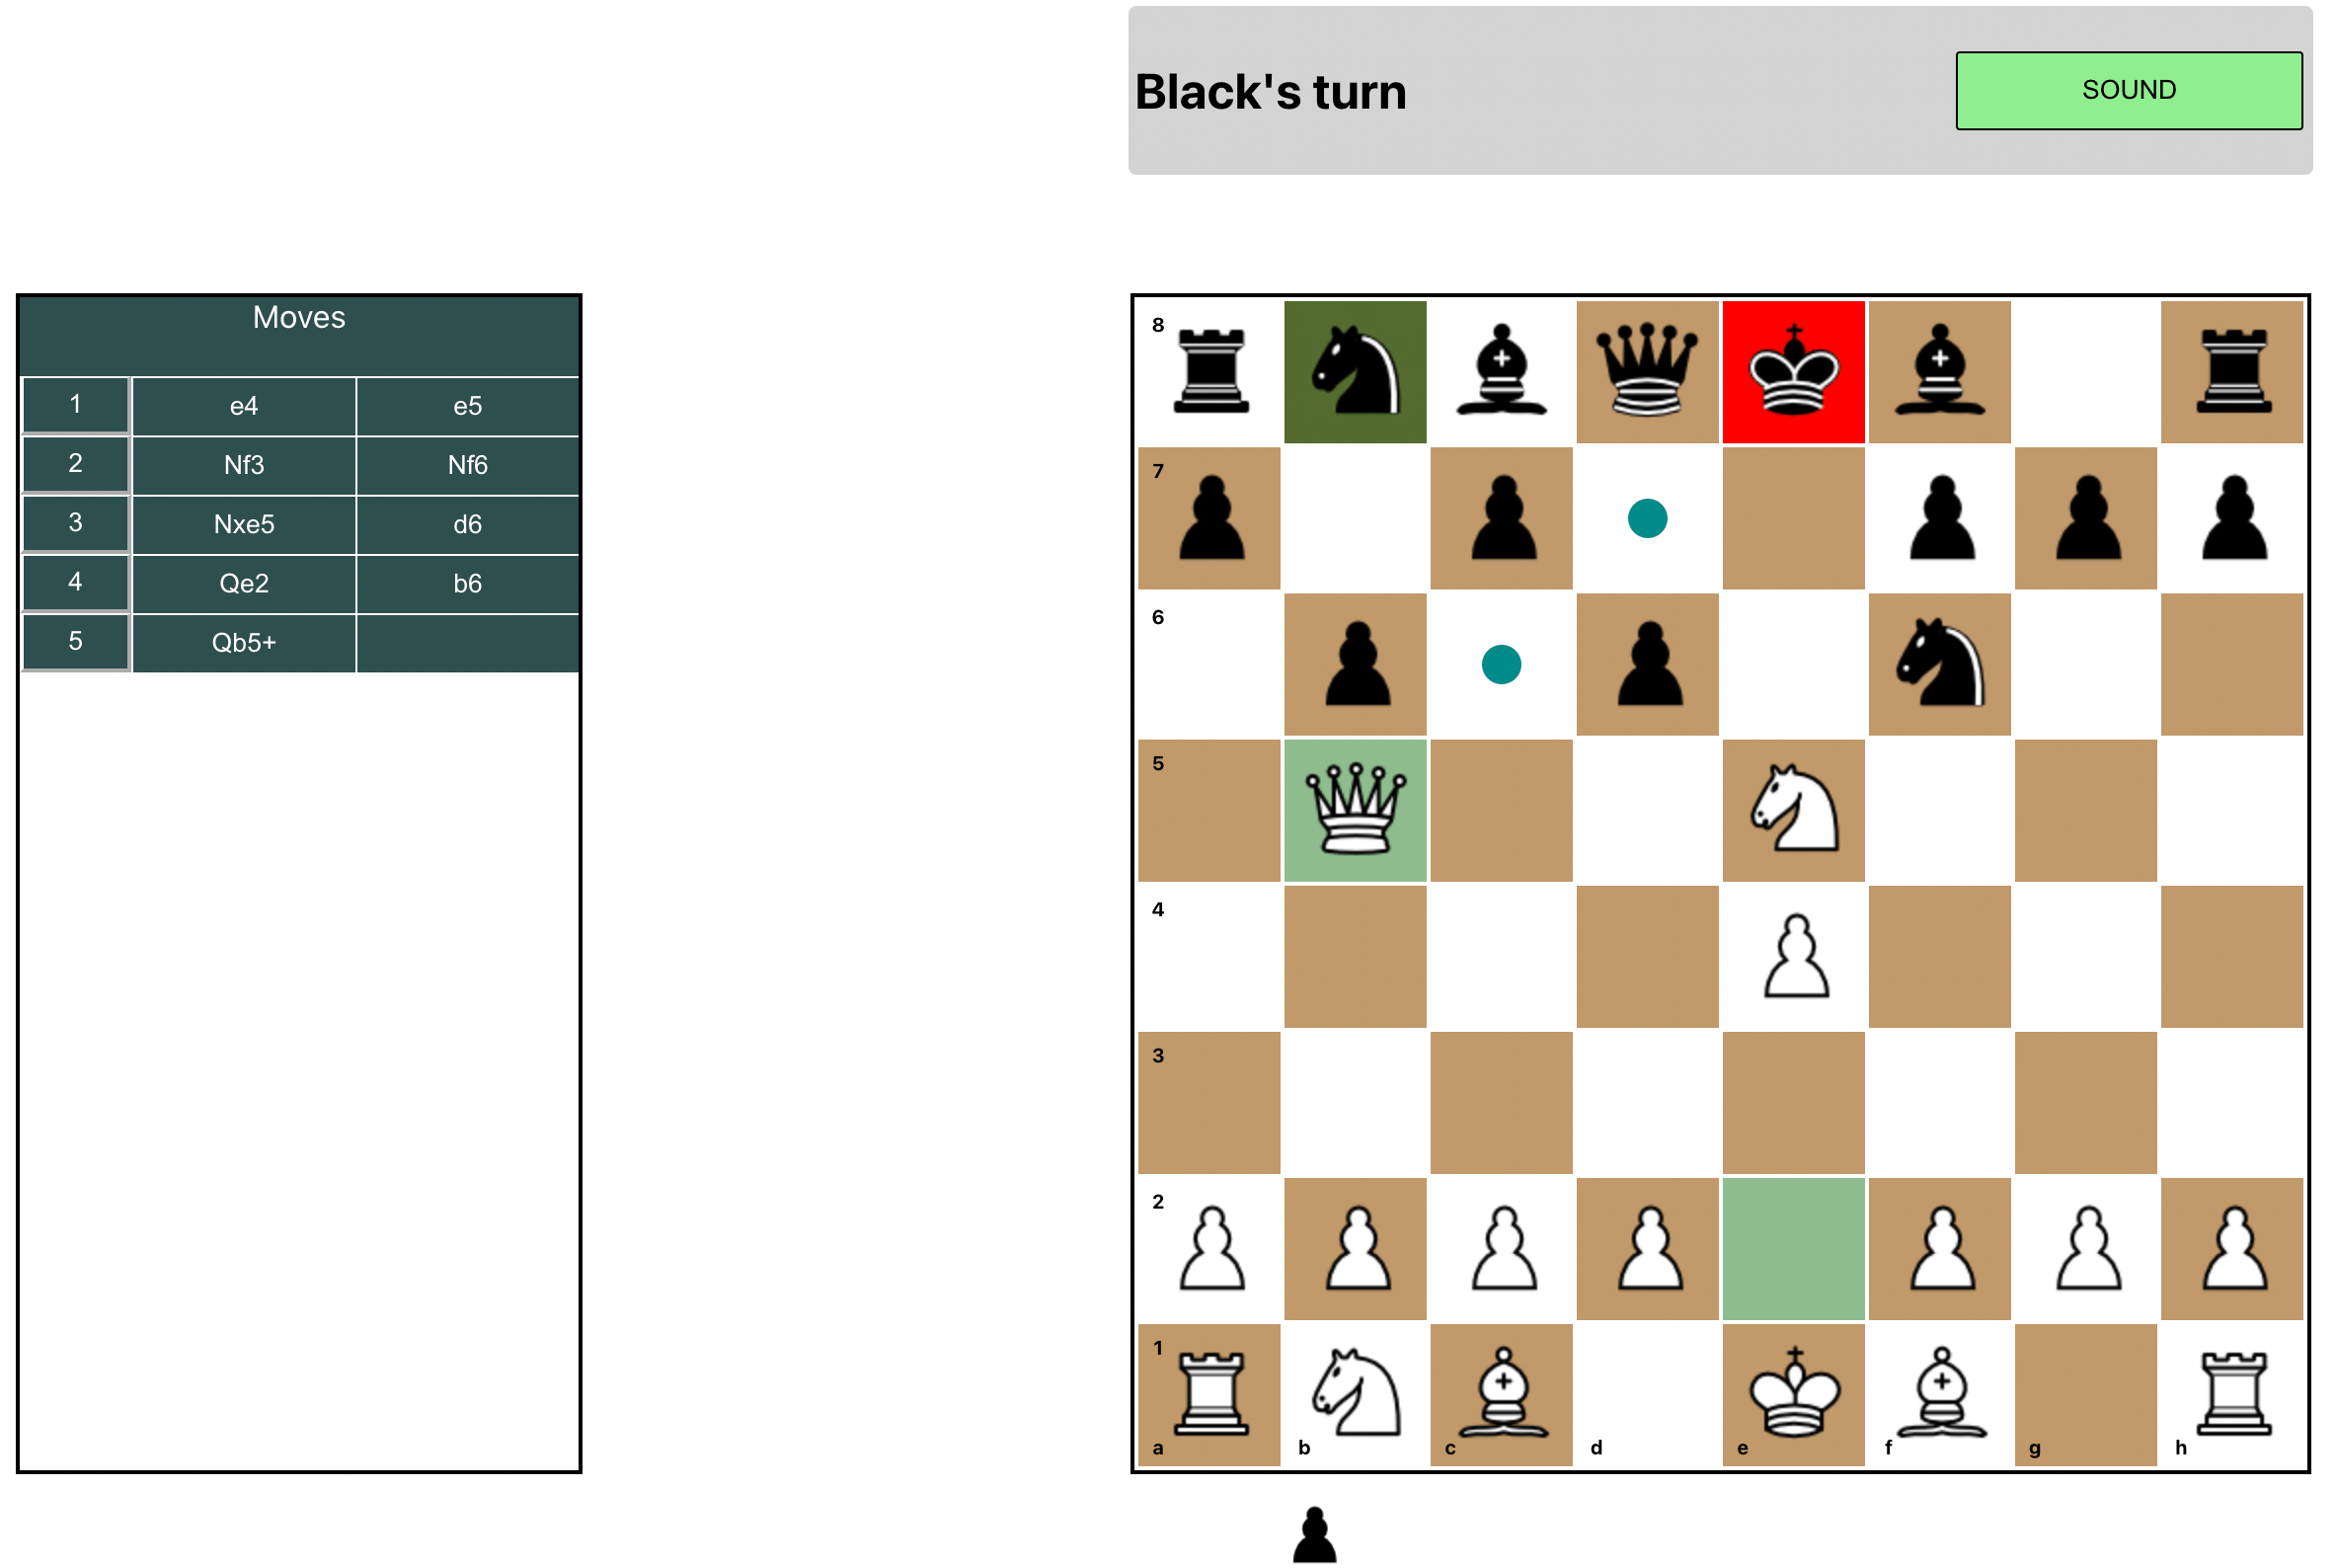 Black's turn
SOUND
Moves
1 e4 e5
2 Nf3 Nf6
3 Nxe5 d6
4 Qe2 b6
5 Qb5+
8
7
6
5
4
3
2
1
a b c d e f g h